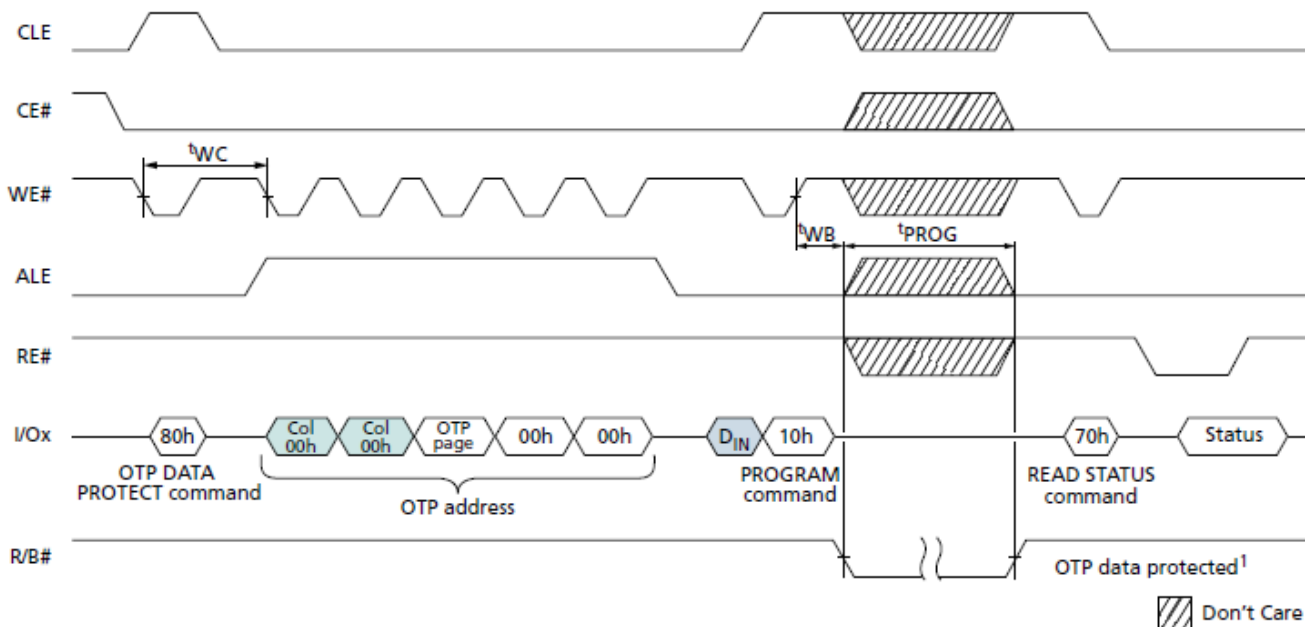 CLE
CE#
tWC
WE#
tWB
tPROG
ALE
RE#
I/Ox
80h
Col
00h
Col
00h
OTP
page
00h
00h
DIN
10h
70h
Status
OTP DATA
PROTECT command
OTP address
PROGRAM
command
READ STATUS
command
R/B#
OTP data protected1
Don't Care